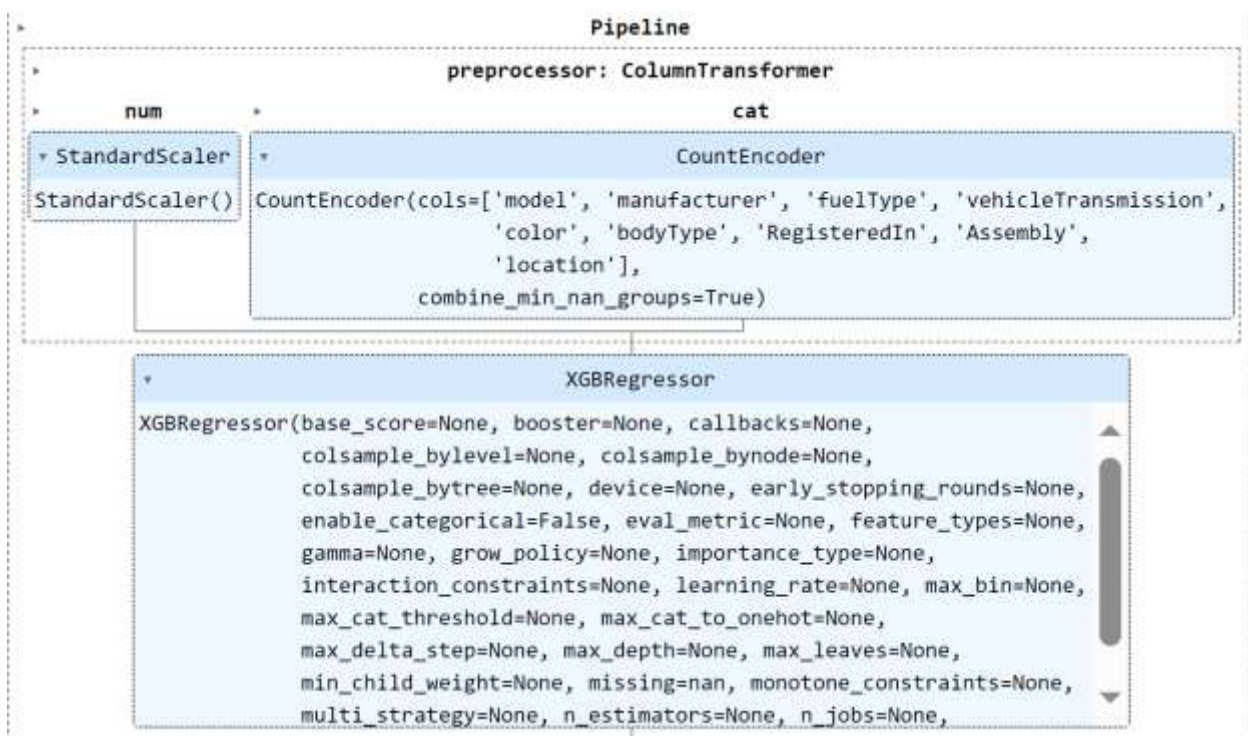 Pipeline
preprocessor: ColumnTransformer
num
cat
StandardScaler
CountEncoder
StandardScaler()
CountEncoder(cols=['model', 'manufacturer', 'fuelType', 'vehicleTransmission',
'color', 'bodyType', 'RegisteredIn', 'Assembly',
'location'],
combine_min_nan_groups=True)
XGBRegressor
XGBRegressor(base_score=None, booster=None, callbacks=None,
colsample_bylevel=None, colsample_bynode=None,
colsample_bytree=None, device=None, early_stopping_rounds=None,
enable_categorical=False, eval_metric=None, feature_types=None,
gamma=None, grow_policy=None, importance_type=None,
interaction_constraints=None, learning_rate=None, max_bin=None,
max_cat_threshold=None, max_cat_to_onehot=None,
max_delta_step=None, max_depth=None, max_leaves=None,
min_child_weight=None, missing=nan, monotone_constraints=None,
multi_strategy=None, n_estimators=None, n_jobs=None,